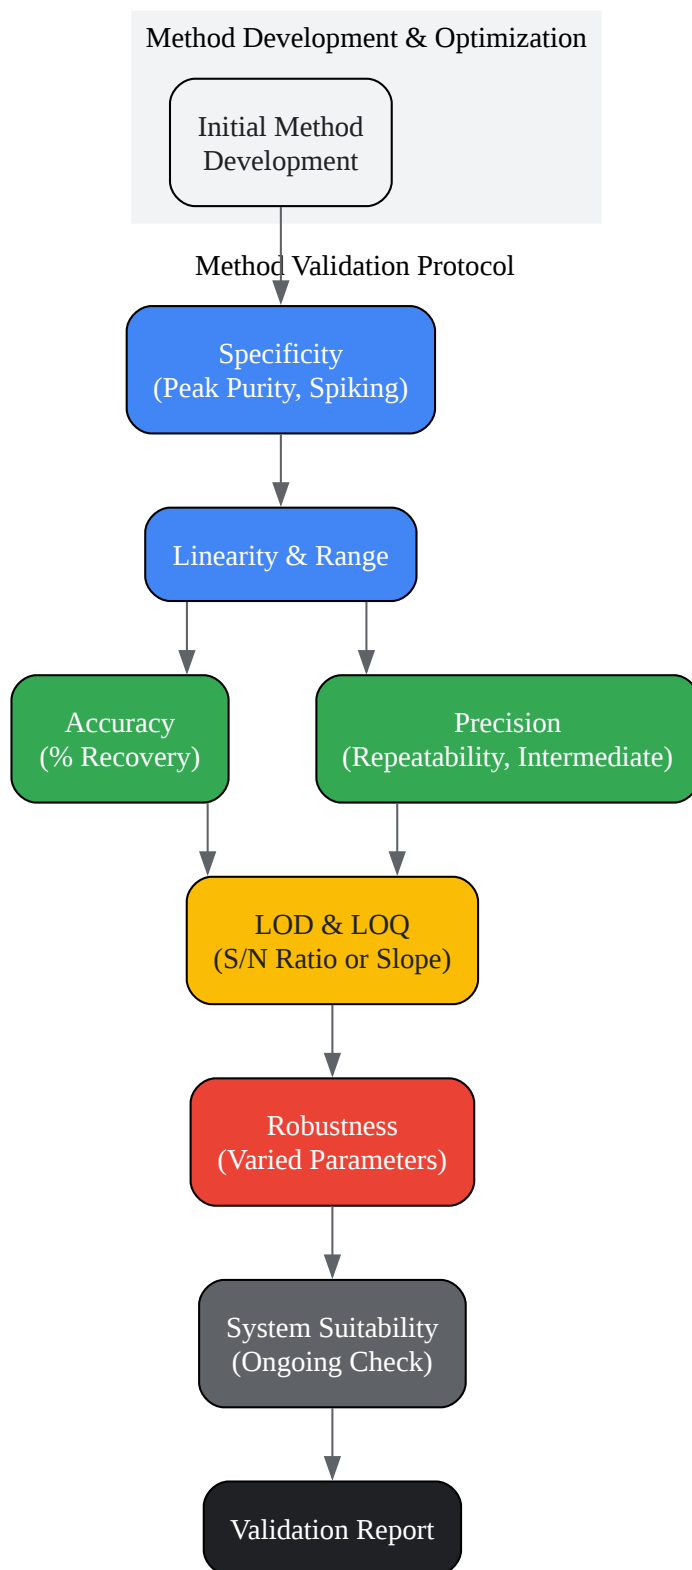 Method Development & Optimization
Initial Method
Development
Method Validation Protocol
Specificity
(Peak Purity, Spiking)
Linearity & Range
Accuracy
(% Recovery)
Precision
(Repeatability, Intermediate)
LOD & LOQ
(S/N Ratio or Slope)
Robustness
(Varied Parameters)
System Suitability
(Ongoing Check)
Validation Report